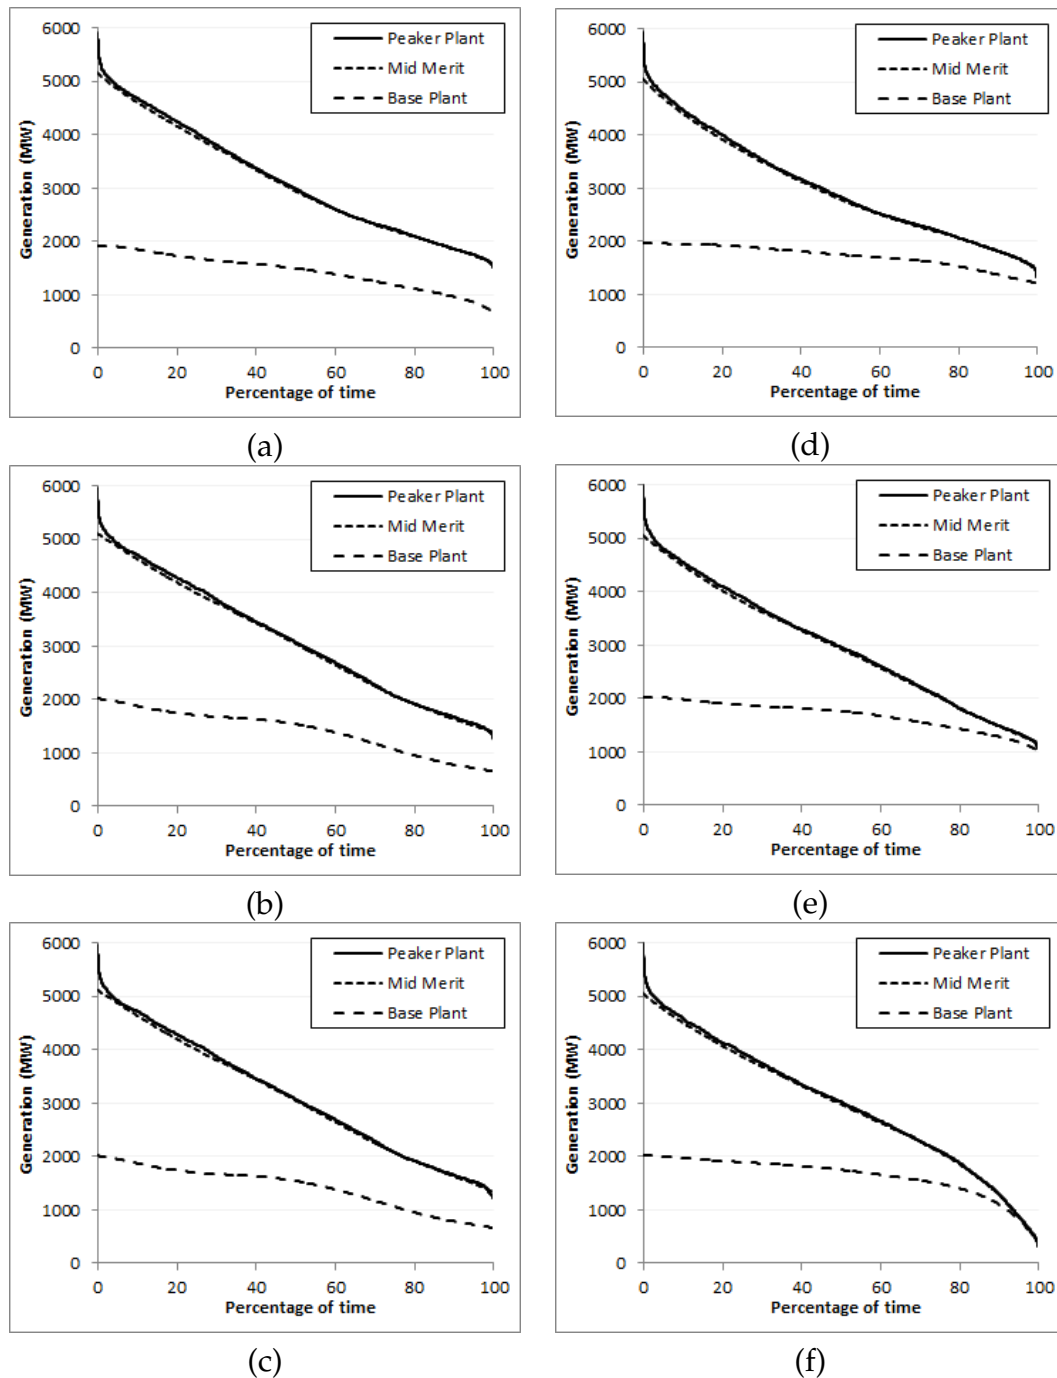 Generation (MW)
6000
5000
4000
3000
2000
1000
0
0 20 40 60 80 100
Percentage of time
Peaker Plant
Mid Merit
Base Plant
(a)
Generation (MW)
6000
5000
4000
3000
2000
1000
0
0 20 40 60 80 100
Percentage of time
Peaker Plant
Mid Merit
Base Plant
(d)
Generation (MW)
6000
5000
4000
3000
2000
1000
0
0 20 40 60 80 100
Percentage of time
Peaker Plant
Mid Merit
Base Plant
(b)
Generation (MW)
6000
5000
4000
3000
2000
1000
0
0 20 40 60 80 100
Percentage of time
Peaker Plant
Mid Merit
Base Plant
(e)
Generation (MW)
6000
5000
4000
3000
2000
1000
0
0 20 40 60 80 100
Percentage of time
Peaker Plant
Mid Merit
Base Plant
(c)
Generation (MW)
6000
5000
4000
3000
2000
1000
0
0 20 40 60 80 100
Percentage of time
Peaker Plant
Mid Merit
Base Plant
(f)